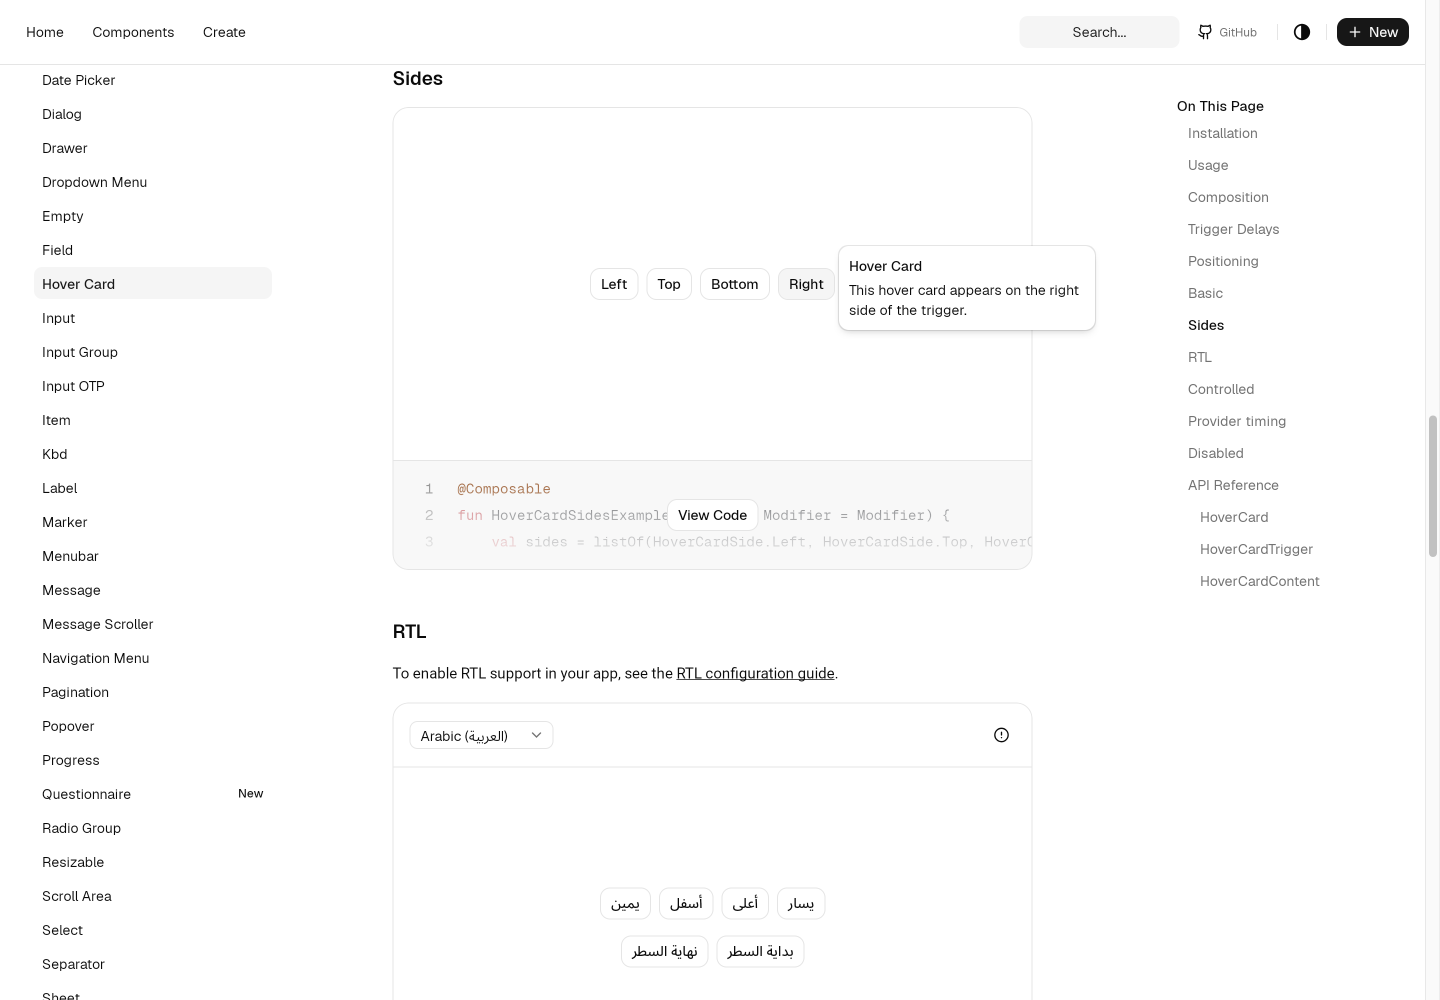 Home
Components
Create
Search...
GitHub
New
Date Picker
Dialog
Drawer
Dropdown Menu
Empty
Field
Hover Card
Input
Input Group
Input OTP
Item
Kbd
Label
Marker
Menubar
Message
Message Scroller
Navigation Menu
Pagination
Popover
Progress
Questionnaire New
Radio Group
Resizable
Scroll Area
Select
Separator
Sheet
Sides
Left
Top
Bottom
Right
Hover Card
This hover card appears on the right
side of the trigger.
1 @Composable
2 fun HoverCardSidesExample Modifier = Modifier) {
View Code
3 val sides = listOf(HoverCardSide.Left, HoverCardSide.Top, HoverC
RTL
To enable RTL support in your app, see the RTL configuration guide.
Arabic (العربية)
يسار
أعلى
أسفل
يمين
بداية السطر
نهاية السطر
On This Page
Installation
Usage
Composition
Trigger Delays
Positioning
Basic
Sides
RTL
Controlled
Provider timing
Disabled
API Reference
HoverCard
HoverCardTrigger
HoverCardContent